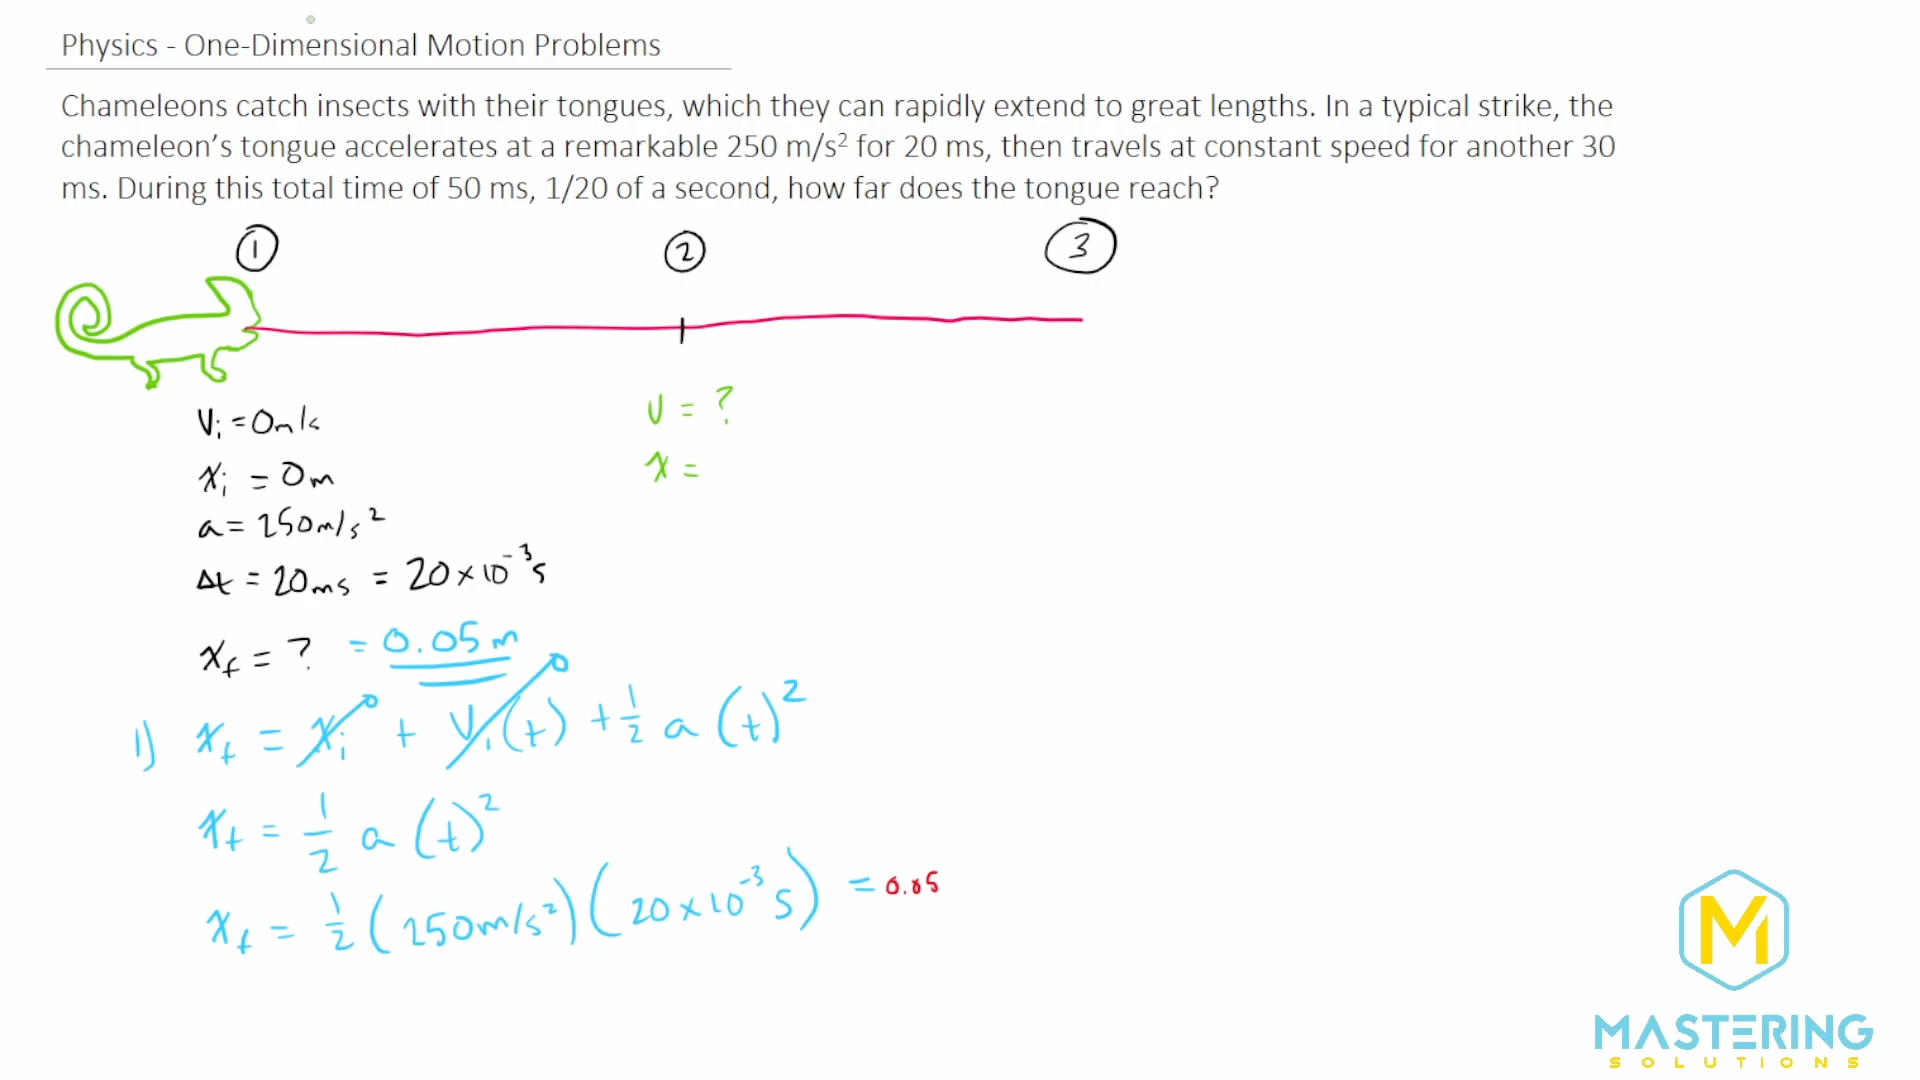 Physics - One-Dimensional Motion Problems
Chameleons catch insects with their tongues, which they can rapidly extend to great lengths. In a typical strike, the
chameleon's tongue accelerates at a remarkable 250 m/s² for 20 ms, then travels at constant speed for another 30
ms. During this total time of 50 ms, 1/20 of a second, how far does the tongue reach?
1 2 3
Vi = 0m/s
xi = 0m
a = 250m/s²
Δt = 20ms = 20×10⁻³s
xf = ? = 0.05m
v = ?
x =
1) xf = xi + Vi(t) + 1/2 a (t)²
xf = 1/2 a (t)²
xf = 1/2 (250m/s²)(20×10⁻³s) = 0.05
M
MASTERING
SOLUTIONS